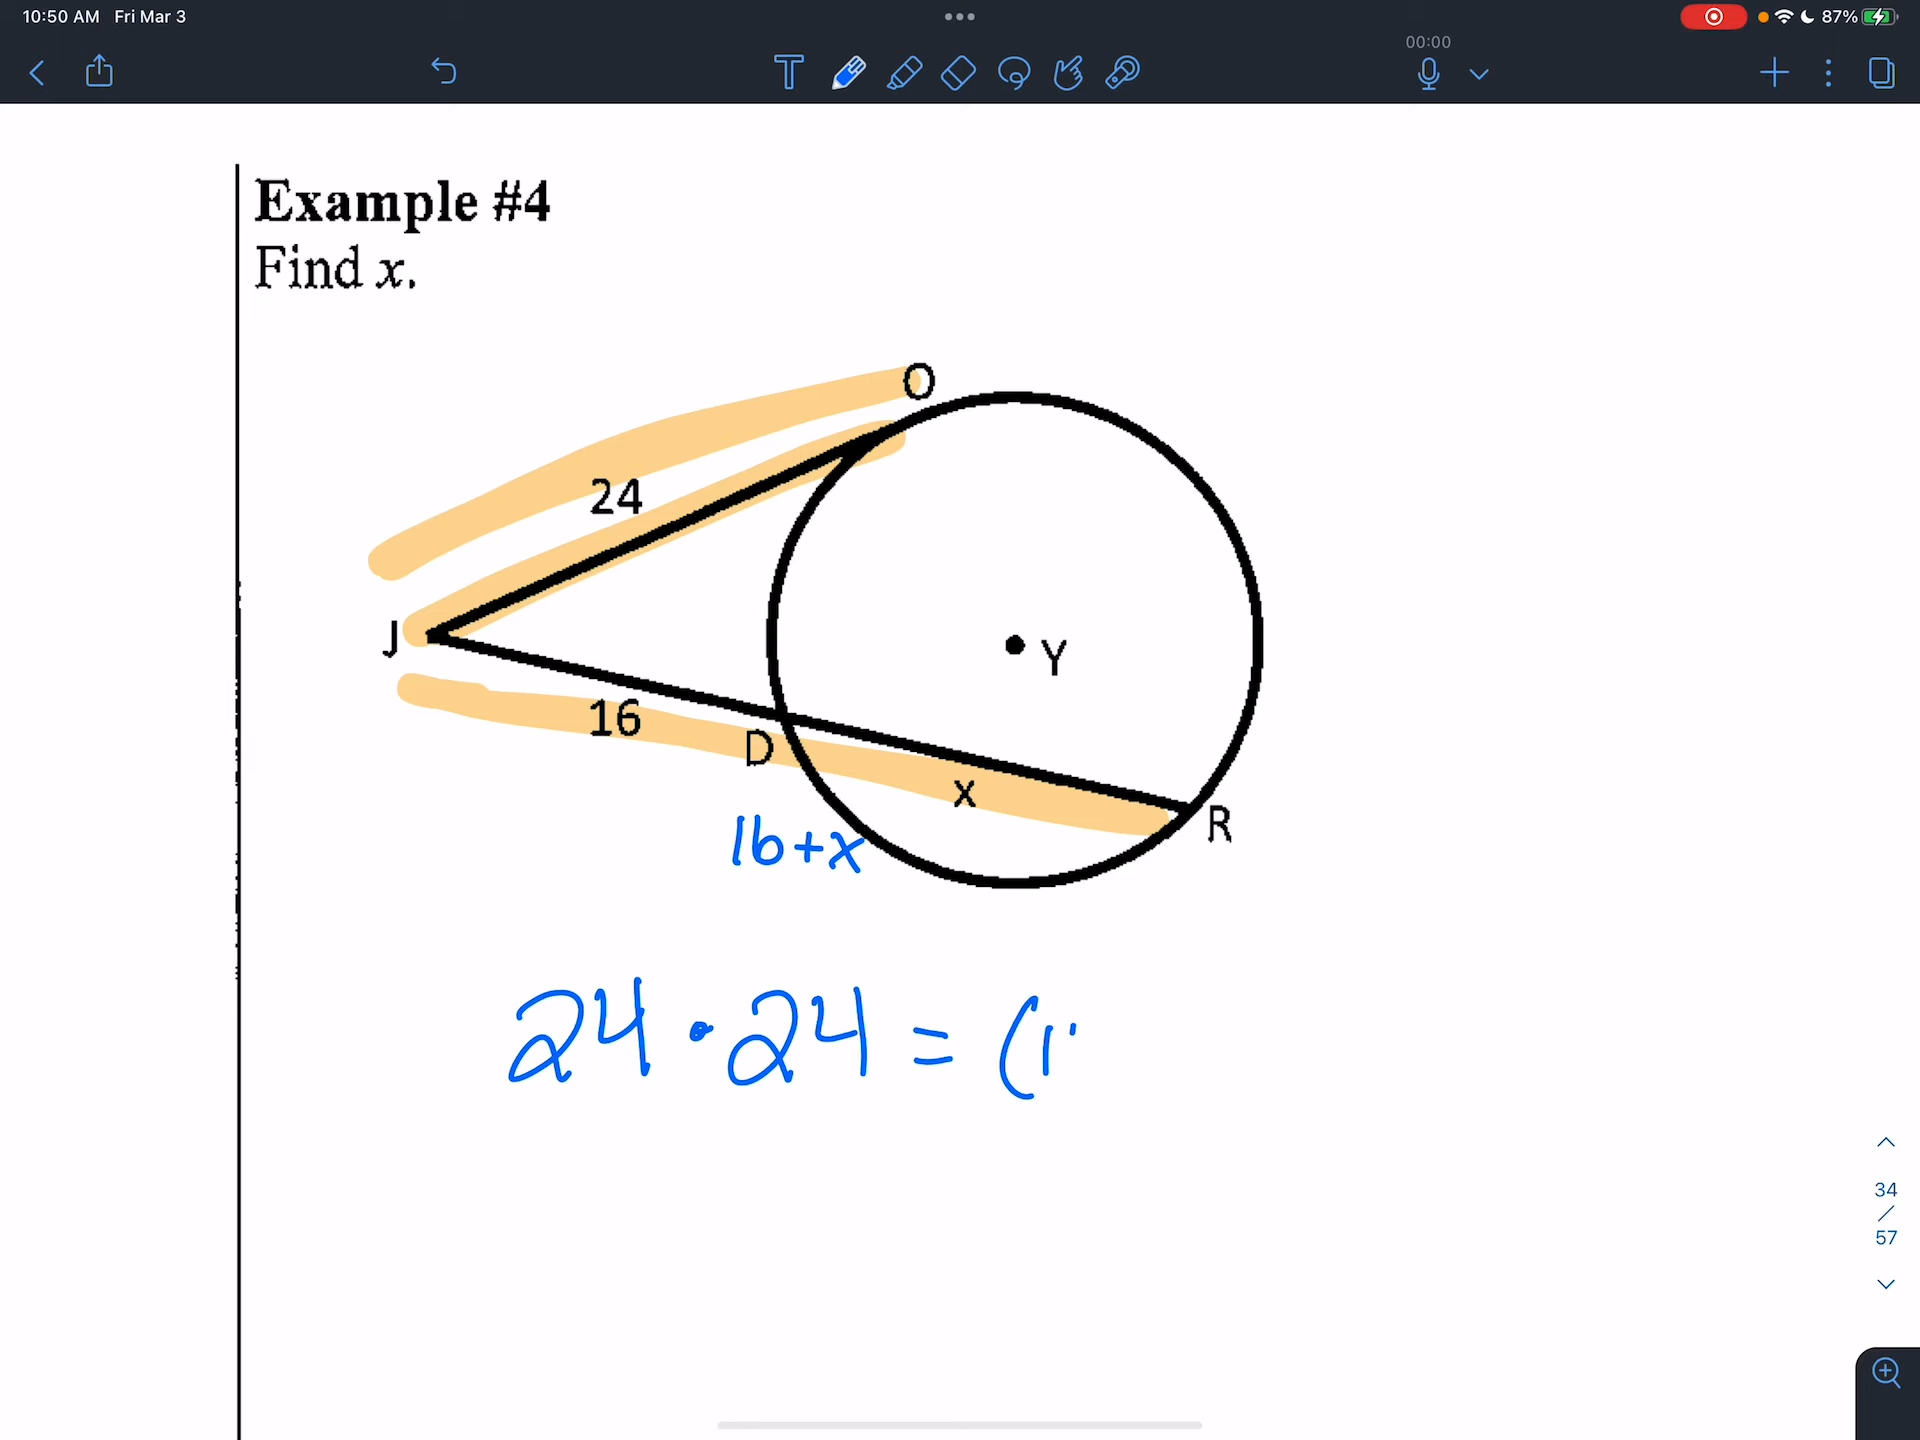 10:50 AM Fri Mar 3
87%
00:00
Example #4
Find x.
O
24
J
Y
16
D
x
R
16+x
24 · 24 = (1
34
/
57